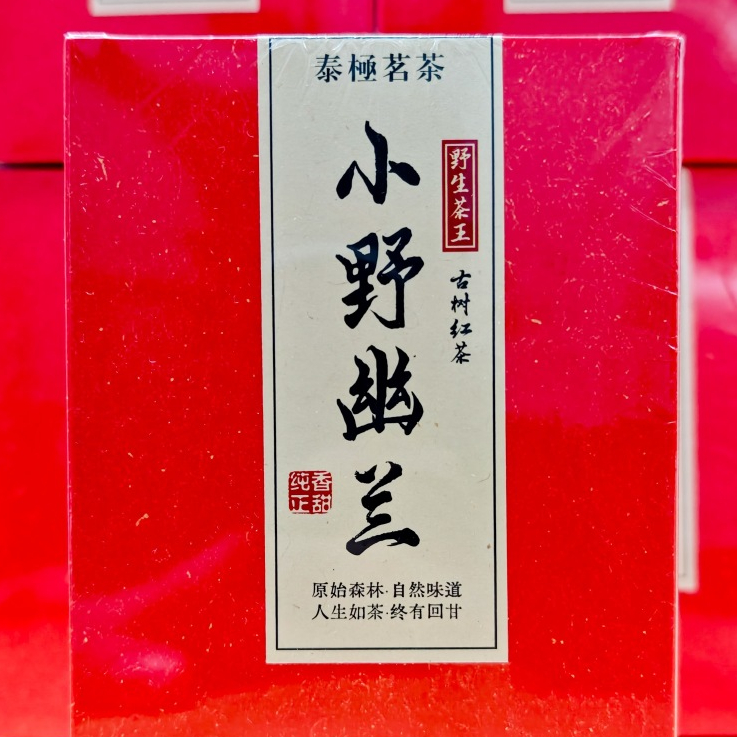 泰極茗茶
野生茶王
古树红茶
小野幽兰
香甜
纯正
原始森林·自然味道
人生如茶·终有回甘